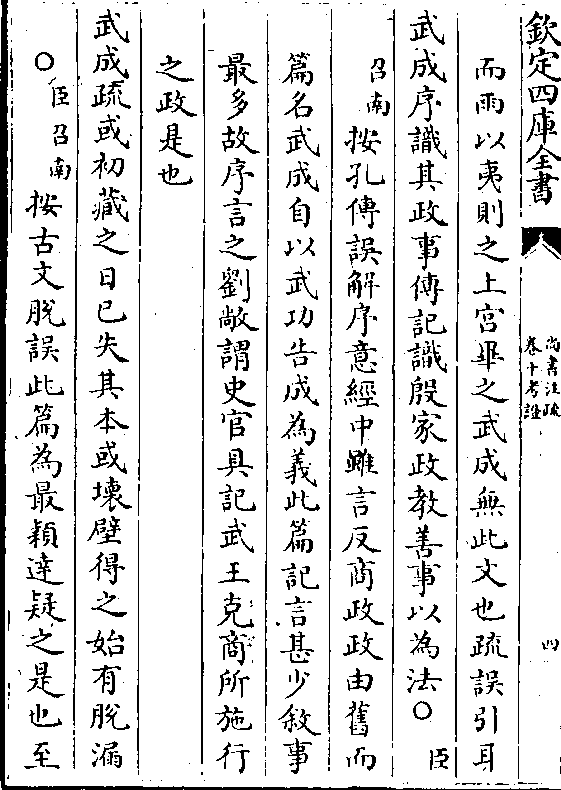 欽定四庫全書
尚書注疏
卷十考證
四
而雨以夷則之上宮畢之武成無此文也疏誤引耳
武成序識其政事傳記識殷家政教善事以為法○臣
召南按孔傳誤解序意經中雖言反商政政由舊而
篇名武成自以武功告成為義此篇記言甚少敘事
最多故序言之劉敞謂史官具記武王克商所施行
之政是也
武成疏或初藏之日已失其本或壊壁得之始有脫漏
○臣召南按古文脫誤此篇為最穎達疑之是也至